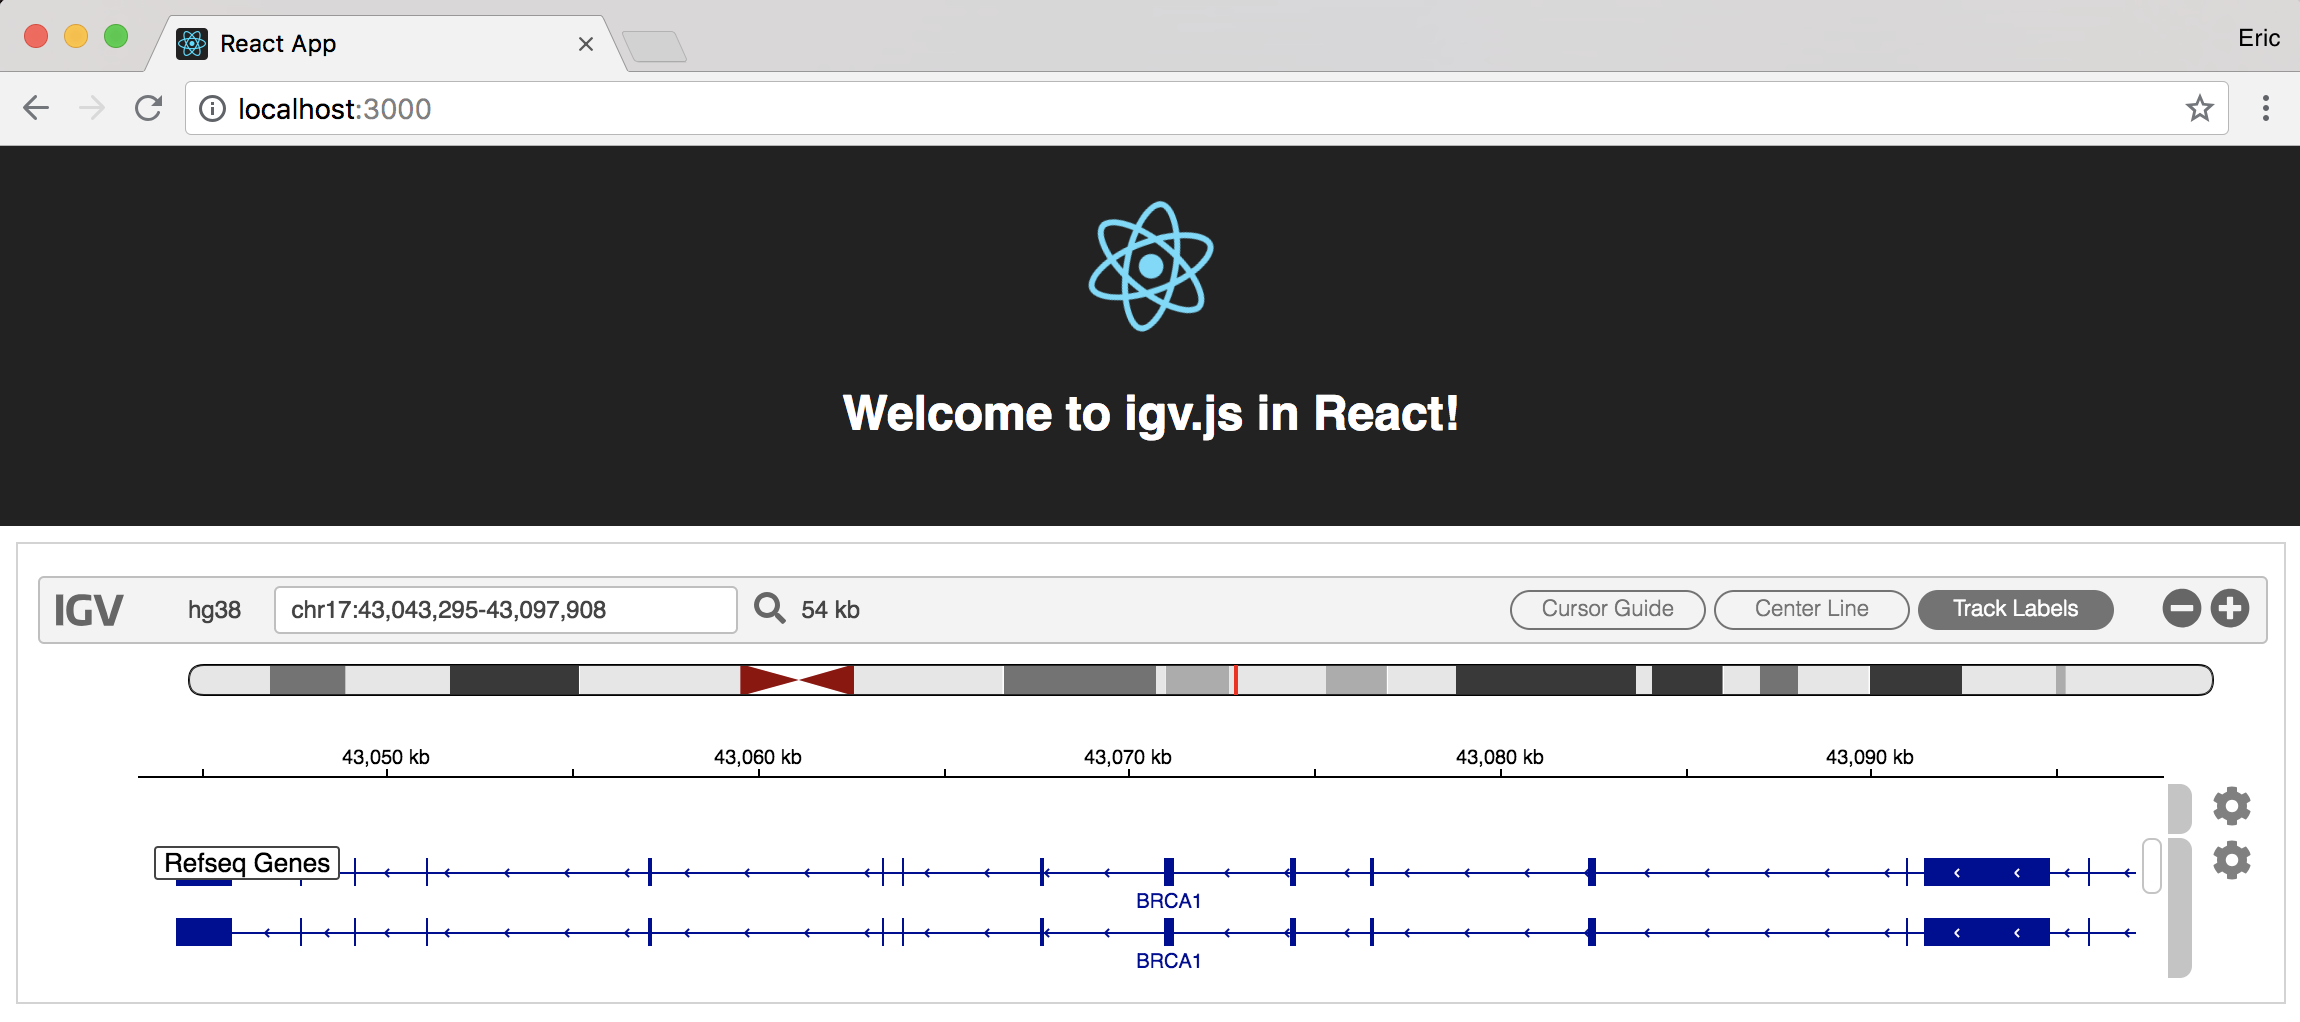 React App
Eric
localhost:3000
Welcome to igv.js in React!
IGV hg38 chr17:43,043,295-43,097,908 54 kb Cursor Guide Center Line Track Labels
43,050 kb 43,060 kb 43,070 kb 43,080 kb 43,090 kb
Refseq Genes
BRCA1
BRCA1